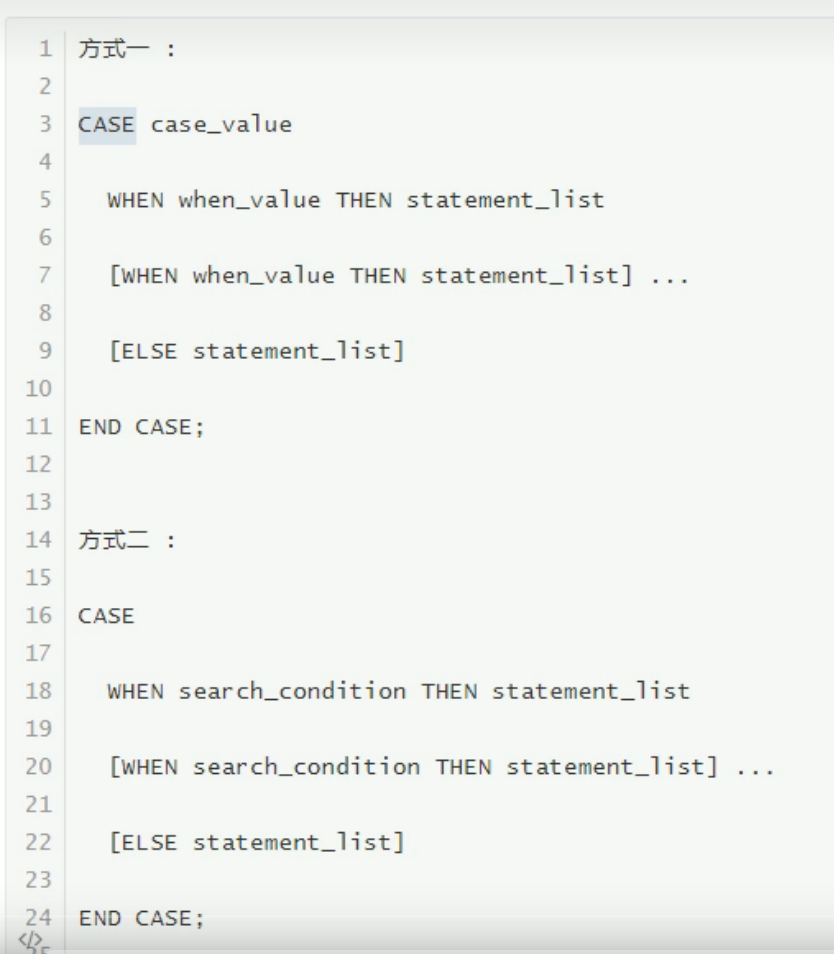 1 方式一 :
2
3 CASE case_value
4
5 WHEN when_value THEN statement_list
6
7 [WHEN when_value THEN statement_list] ...
8
9 [ELSE statement_list]
10
11 END CASE;
12
13
14 方式二 :
15
16 CASE
17
18 WHEN search_condition THEN statement_list
19
20 [WHEN search_condition THEN statement_list] ...
21
22 [ELSE statement_list]
23
24 END CASE;